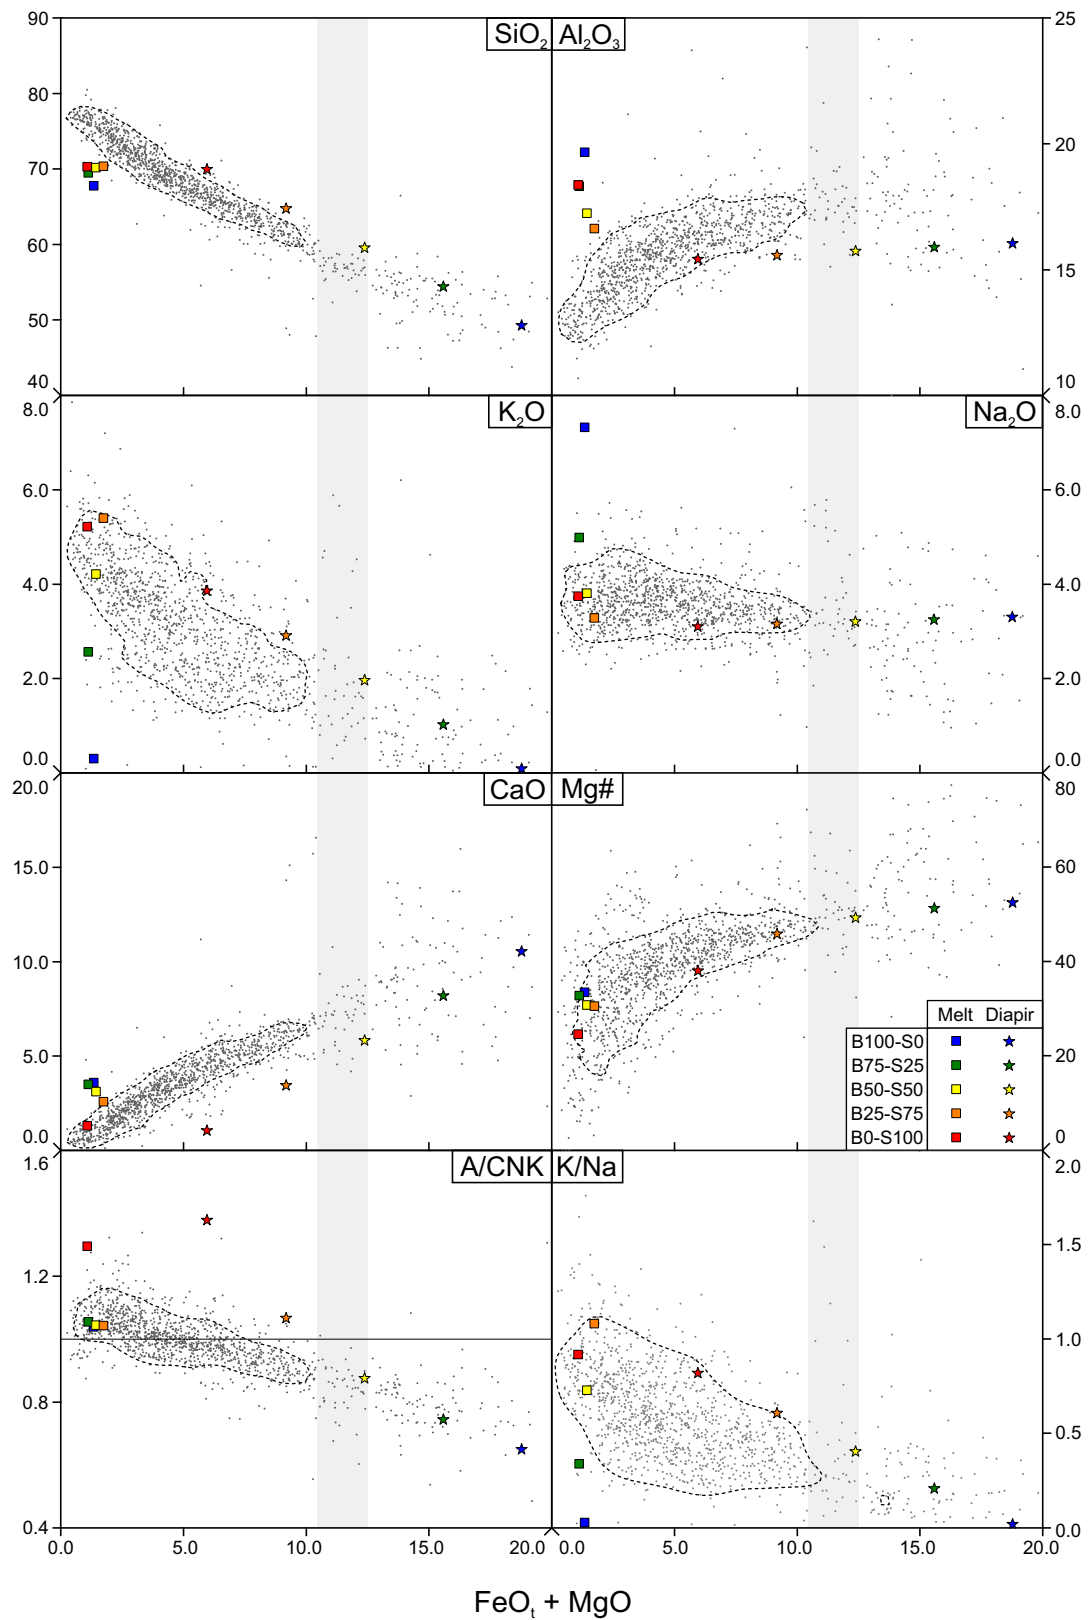 90
SiO₂
Al₂O₃
25
80
20
70
60
15
50
40
10
8.0
K₂O
Na₂O
8.0
6.0
6.0
4.0
4.0
2.0
2.0
0.0
0.0
20.0
CaO
Mg#
80
15.0
60
10.0
40
Melt Diapir
B100-S0
5.0
B75-S25
20
B50-S50
B25-S75
0.0
B0-S100
0
1.6
A/CNK
K/Na
2.0
1.5
1.2
1.0
0.8
0.5
0.4
0.0
0.0 5.0 10.0 15.0 20.0 0.0 5.0 10.0 15.0 20.0
FeOₜ + MgO